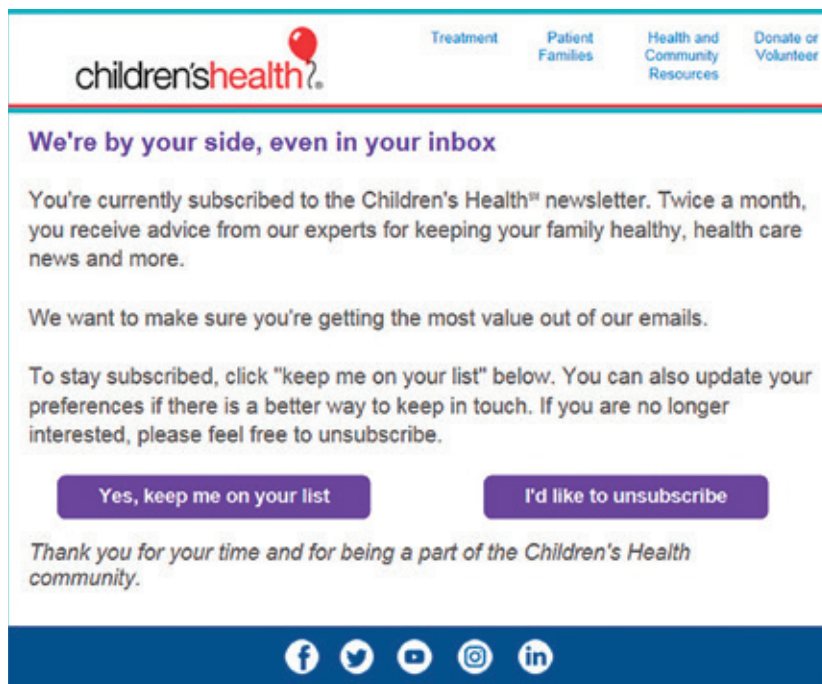 children'shealth?®
Treatment
Patient
Families
Health and
Community
Resources
Donate or
Volunteer
We're by your side, even in your inbox
You're currently subscribed to the Children's Health℠ newsletter. Twice a month,
you receive advice from our experts for keeping your family healthy, health care
news and more.
We want to make sure you're getting the most value out of our emails.
To stay subscribed, click "keep me on your list" below. You can also update your
preferences if there is a better way to keep in touch. If you are no longer
interested, please feel free to unsubscribe.
Yes, keep me on your list
I'd like to unsubscribe
Thank you for your time and for being a part of the Children's Health
community.